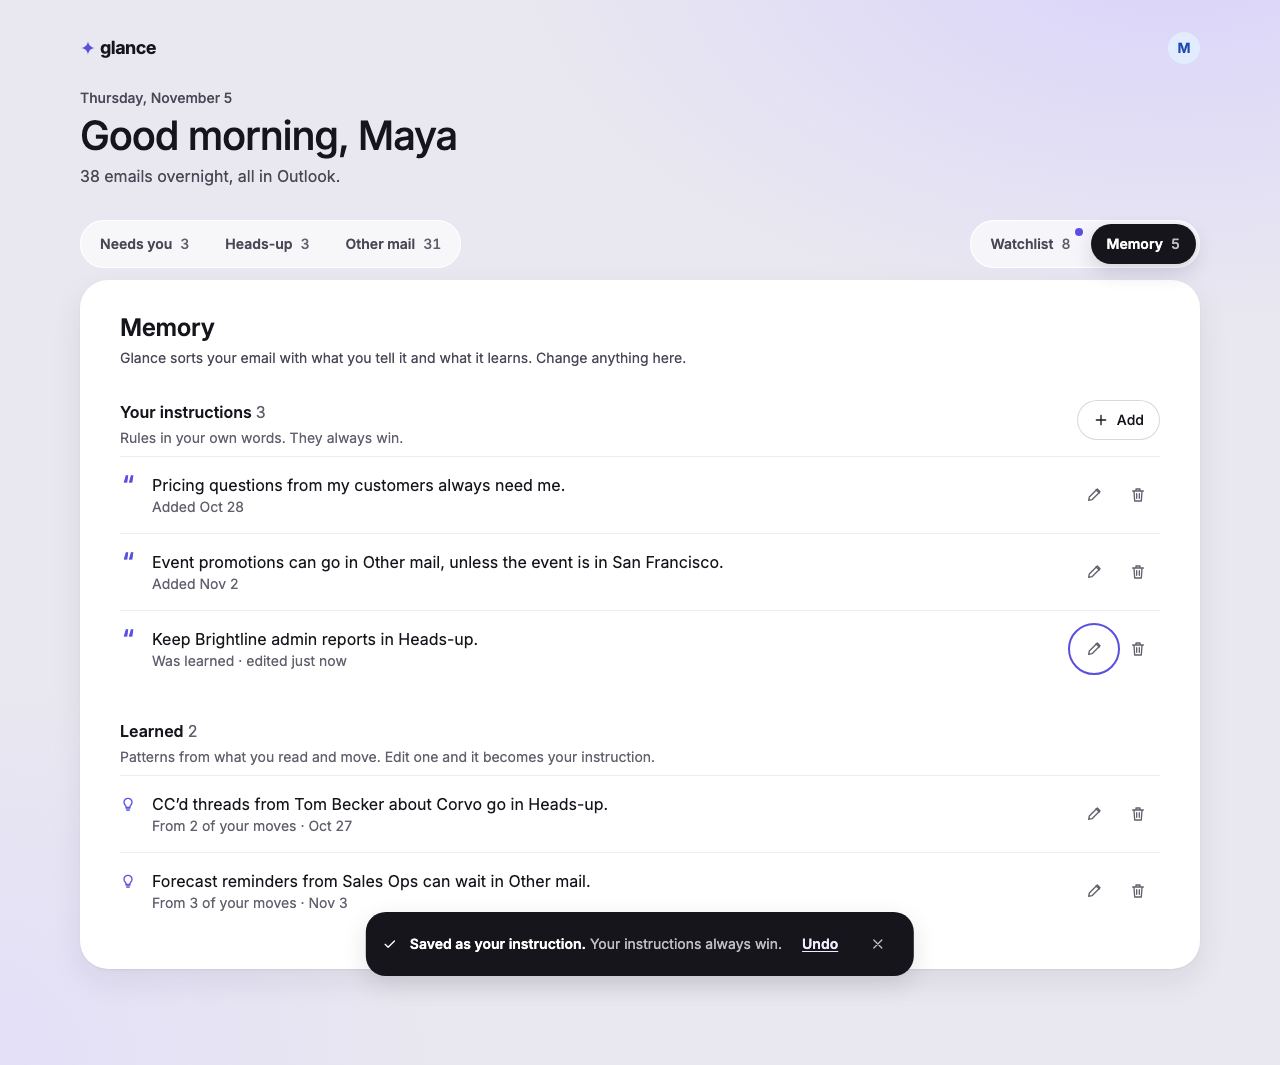 glance
M
Thursday, November 5
Good morning, Maya
38 emails overnight, all in Outlook.
Needs you 3
Heads-up 3
Other mail 31
Watchlist 8
Memory 5
Memory
Glance sorts your email with what you tell it and what it learns. Change anything here.
Your instructions 3
Add
Rules in your own words. They always win.
Pricing questions from my customers always need me.
Added Oct 28
Event promotions can go in Other mail, unless the event is in San Francisco.
Added Nov 2
Keep Brightline admin reports in Heads-up.
Was learned · edited just now
Learned 2
Patterns from what you read and move. Edit one and it becomes your instruction.
CC’d threads from Tom Becker about Corvo go in Heads-up.
From 2 of your moves · Oct 27
Forecast reminders from Sales Ops can wait in Other mail.
From 3 of your moves · Nov 3
Saved as your instruction. Your instructions always win. Undo